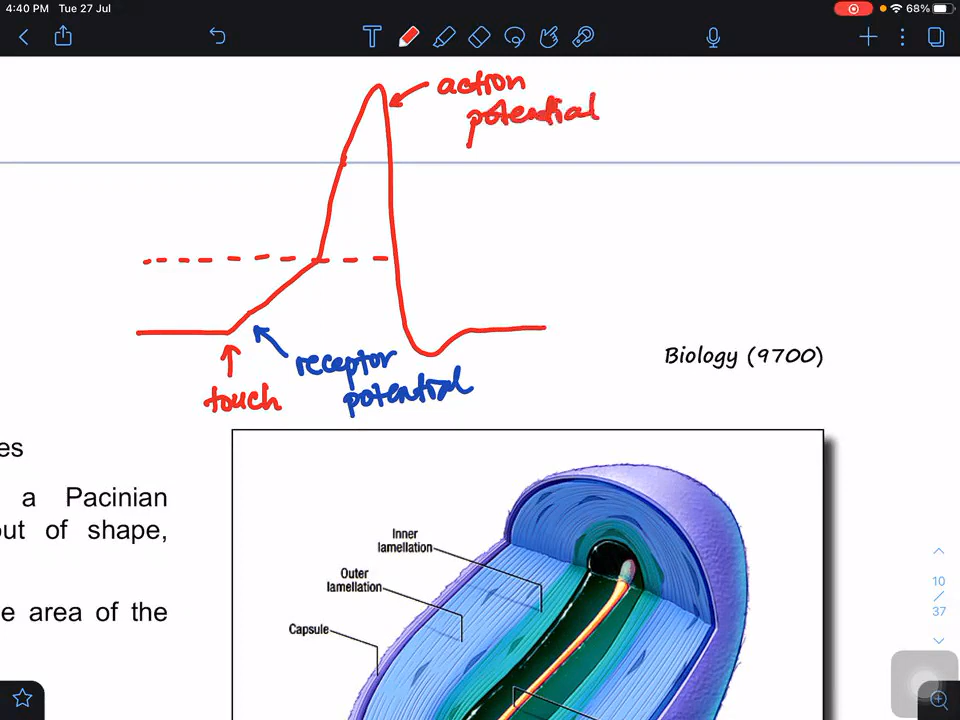 4:40 PM Tue 27 Jul
68%
T
action
potential
receptor
potential
touch
Biology (9700)
es
a Pacinian
out of shape,
e area of the
Inner
lamellation
Outer
lamellation
Capsule
10
/
37